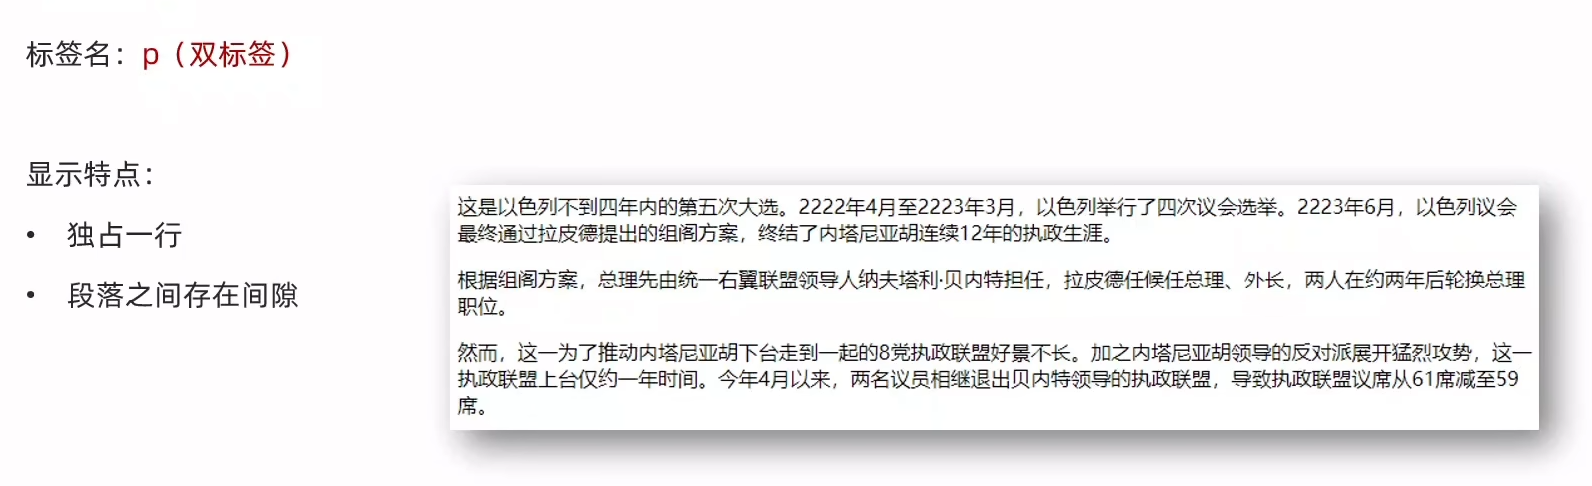 标签名：p（双标签）
显示特点：
• 独占一行
• 段落之间存在间隙
这是以色列不到四年内的第五次大选。2222年4月至2223年3月，以色列举行了四次议会选举。2223年6月，以色列议会
最终通过拉皮德提出的组阁方案，终结了内塔尼亚胡连续12年的执政生涯。
根据组阁方案，总理先由统一右翼联盟领导人纳夫塔利·贝内特担任，拉皮德任候任总理、外长，两人在约两年后轮换总理
职位。
然而，这一为了推动内塔尼亚胡下台走到一起的8党执政联盟好景不长。加之内塔尼亚胡领导的反对派展开猛烈攻势，这一
执政联盟上台仅约一年时间。今年4月以来，两名议员相继退出贝内特领导的执政联盟，导致执政联盟议席从61席减至59
席。